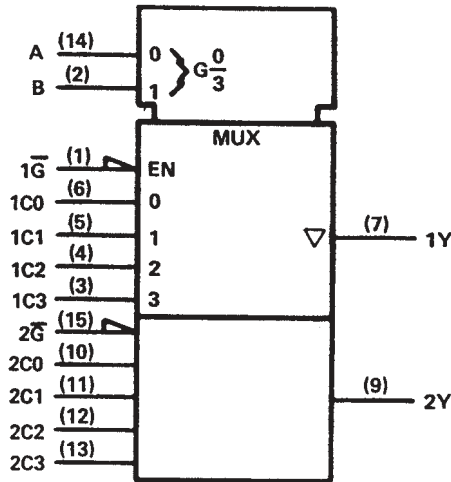 A (14) 0
B (2) 1
G 0/3
MUX
1G̅ (1) EN
1C0 (6) 0
1C1 (5) 1
1C2 (4) 2
1C3 (3) 3
▽ (7) 1Y
2G̅ (15)
2C0 (10)
2C1 (11)
2C2 (12)
2C3 (13)
(9) 2Y